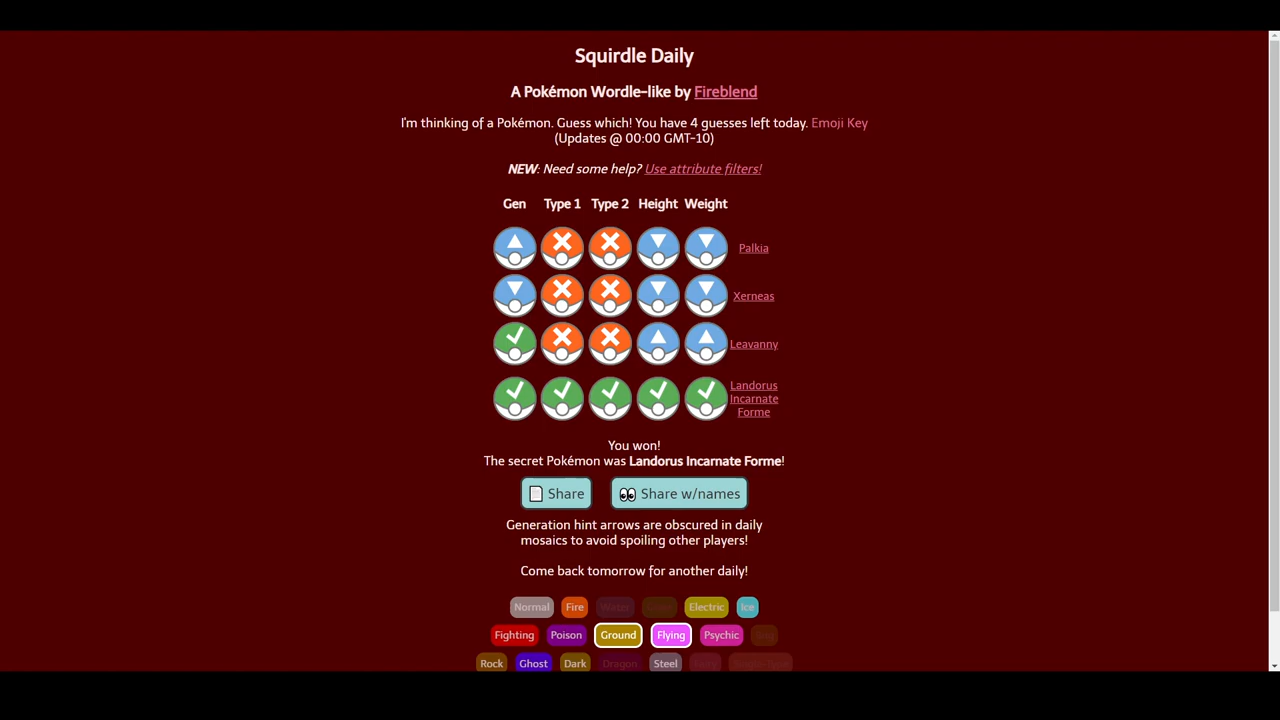 Squirdle Daily
A Pokémon Wordle-like by Fireblend
I'm thinking of a Pokémon. Guess which! You have 4 guesses left today. Emoji Key
(Updates @ 00:00 GMT-10)
NEW: Need some help? Use attribute filters!
Gen Type 1 Type 2 Height Weight
Palkia
Xerneas
Leavanny
Landorus
Incarnate
Forme
You won!
The secret Pokémon was Landorus Incarnate Forme!
Share Share w/names
Generation hint arrows are obscured in daily
mosaics to avoid spoiling other players!
Come back tomorrow for another daily!
Normal Fire Water Electric Ice
Fighting Poison Ground Flying Psychic Bug
Rock Ghost Dark Dragon Steel